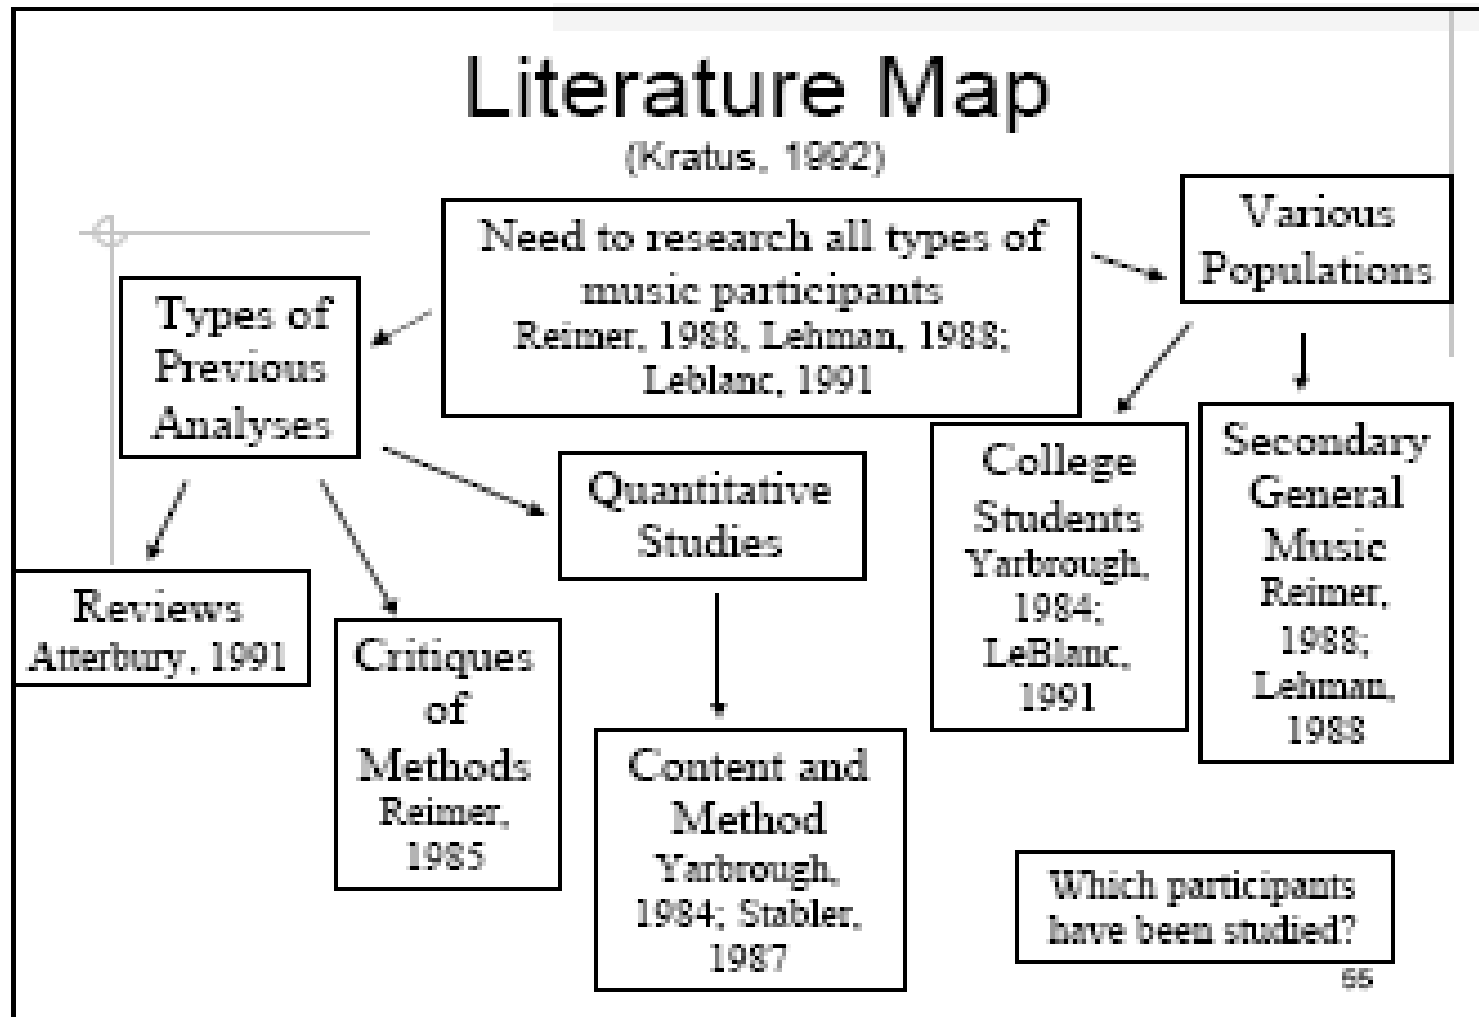 Literature Map
(Kratus, 1992)
Need to research all types of
music participants
Reimer, 1988, Lehman, 1988;
Leblanc, 1991
Various
Populations
Types of
Previous
Analyses
Quantitative
Studies
College
Students
Yarbrough,
1984;
LeBlanc,
1991
Secondary
General
Music
Reimer,
1988;
Lehman,
1988
Reviews
Atterbury, 1991
Critiques
of
Methods
Reimer,
1985
Content and
Method
Yarbrough,
1984; Stabler,
1987
Which participants
have been studied?